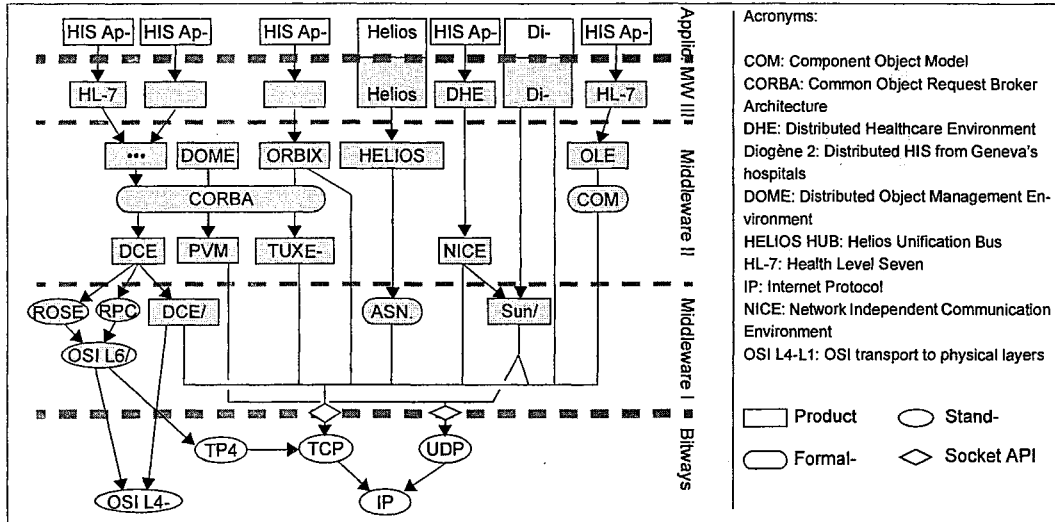 HIS Ap- HIS Ap- HIS Ap- Helios HIS Ap- Di- HIS Ap-
Applic.
HL-7 Helios DHE Di- HL-7
MW III
••• DOME ORBIX HELIOS OLE
CORBA COM
Middleware II
DCE PVM TUXE- NICE
ROSE RPC DCE/ ASN. Sun/
OSI L6/
Middleware I
TP4 TCP UDP
Bitways
OSI L4- IP
Acronyms:
COM: Component Object Model
CORBA: Common Object Request Broker
Architecture
DHE: Distributed Healthcare Environment
Diogène 2: Distributed HIS from Geneva's
hospitals
DOME: Distributed Object Management En-
vironment
HELIOS HUB: Helios Unification Bus
HL-7: Health Level Seven
IP: Internet Protocol
NICE: Network Independent Communication
Environment
OSI L4-L1: OSI transport to physical layers
Product Stand-
Formal- Socket API